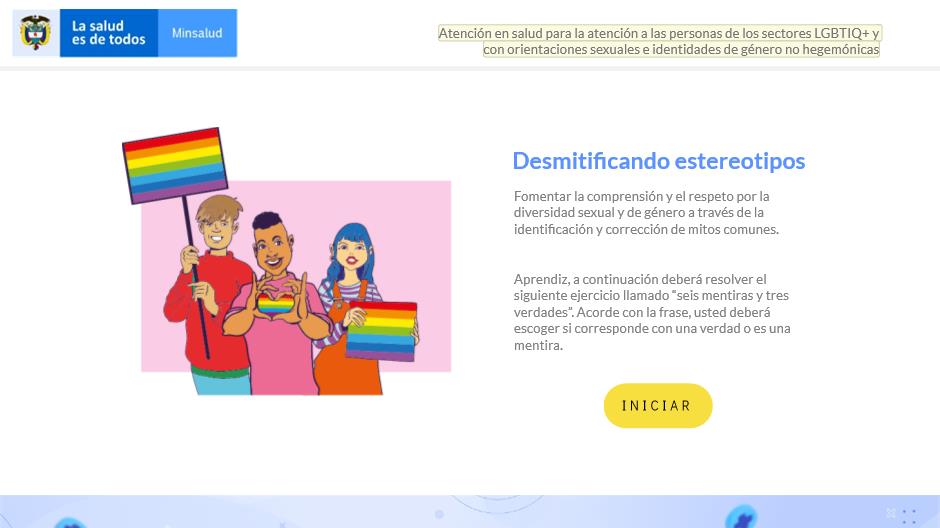 La salud
es de todos
Minsalud
Atención en salud para la atención a las personas de los sectores LGBTIQ+ y
con orientaciones sexuales e identidades de género no hegemónicas
Desmitificando estereotipos
Fomentar la comprensión y el respeto por la
diversidad sexual y de género a través de la
identificación y corrección de mitos comunes.
Aprendiz, a continuación deberá resolver el
siguiente ejercicio llamado "seis mentiras y tres
verdades". Acorde con la frase, usted deberá
escoger si corresponde con una verdad o es una
mentira.
INICIAR